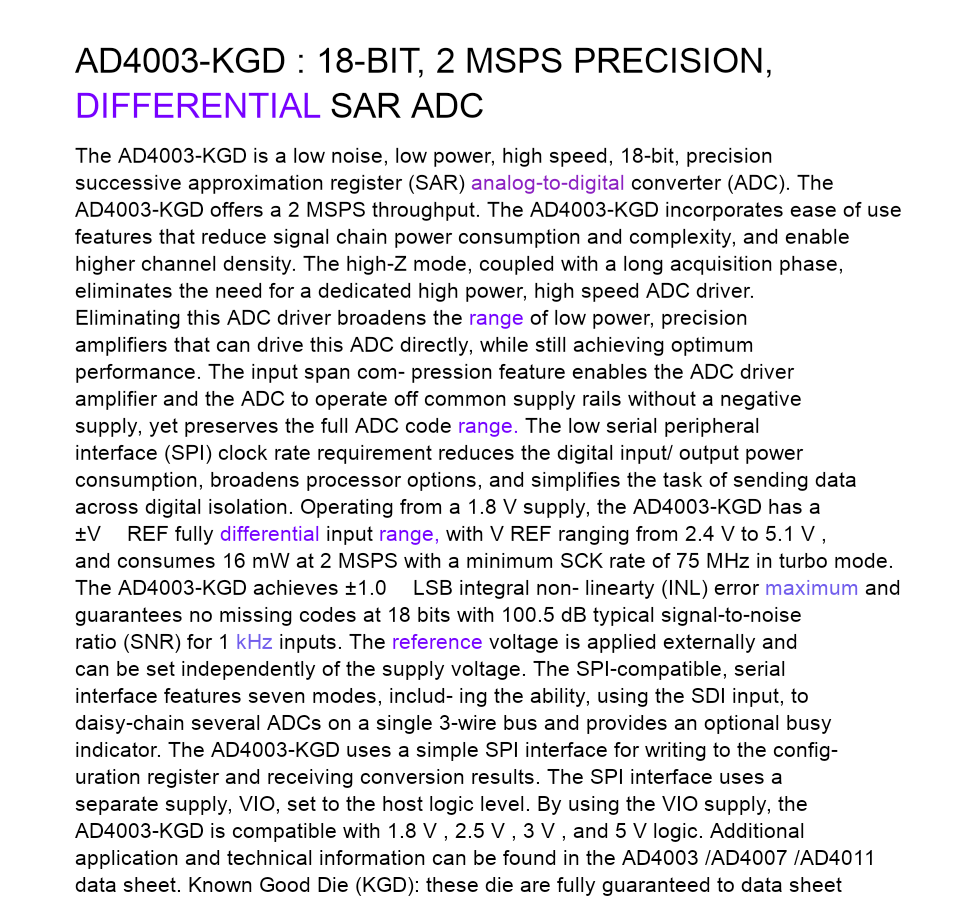 AD4003-KGD : 18-BIT, 2 MSPS PRECISION,
DIFFERENTIAL SAR ADC
The AD4003-KGD is a low noise, low power, high speed, 18-bit, precision
successive approximation register (SAR) analog-to-digital converter (ADC). The
AD4003-KGD offers a 2 MSPS throughput. The AD4003-KGD incorporates ease of use
features that reduce signal chain power consumption and complexity, and enable
higher channel density. The high-Z mode, coupled with a long acquisition phase,
eliminates the need for a dedicated high power, high speed ADC driver.
Eliminating this ADC driver broadens the range of low power, precision
amplifiers that can drive this ADC directly, while still achieving optimum
performance. The input span com- pression feature enables the ADC driver
amplifier and the ADC to operate off common supply rails without a negative
supply, yet preserves the full ADC code range. The low serial peripheral
interface (SPI) clock rate requirement reduces the digital input/ output power
consumption, broadens processor options, and simplifies the task of sending data
across digital isolation. Operating from a 1.8 V supply, the AD4003-KGD has a
±V REF fully differential input range, with V REF ranging from 2.4 V to 5.1 V ,
and consumes 16 mW at 2 MSPS with a minimum SCK rate of 75 MHz in turbo mode.
The AD4003-KGD achieves ±1.0 LSB integral non- linearty (INL) error maximum and
guarantees no missing codes at 18 bits with 100.5 dB typical signal-to-noise
ratio (SNR) for 1 kHz inputs. The reference voltage is applied externally and
can be set independently of the supply voltage. The SPI-compatible, serial
interface features seven modes, includ- ing the ability, using the SDI input, to
daisy-chain several ADCs on a single 3-wire bus and provides an optional busy
indicator. The AD4003-KGD uses a simple SPI interface for writing to the config-
uration register and receiving conversion results. The SPI interface uses a
separate supply, VIO, set to the host logic level. By using the VIO supply, the
AD4003-KGD is compatible with 1.8 V , 2.5 V , 3 V , and 5 V logic. Additional
application and technical information can be found in the AD4003 /AD4007 /AD4011
data sheet. Known Good Die (KGD): these die are fully guaranteed to data sheet